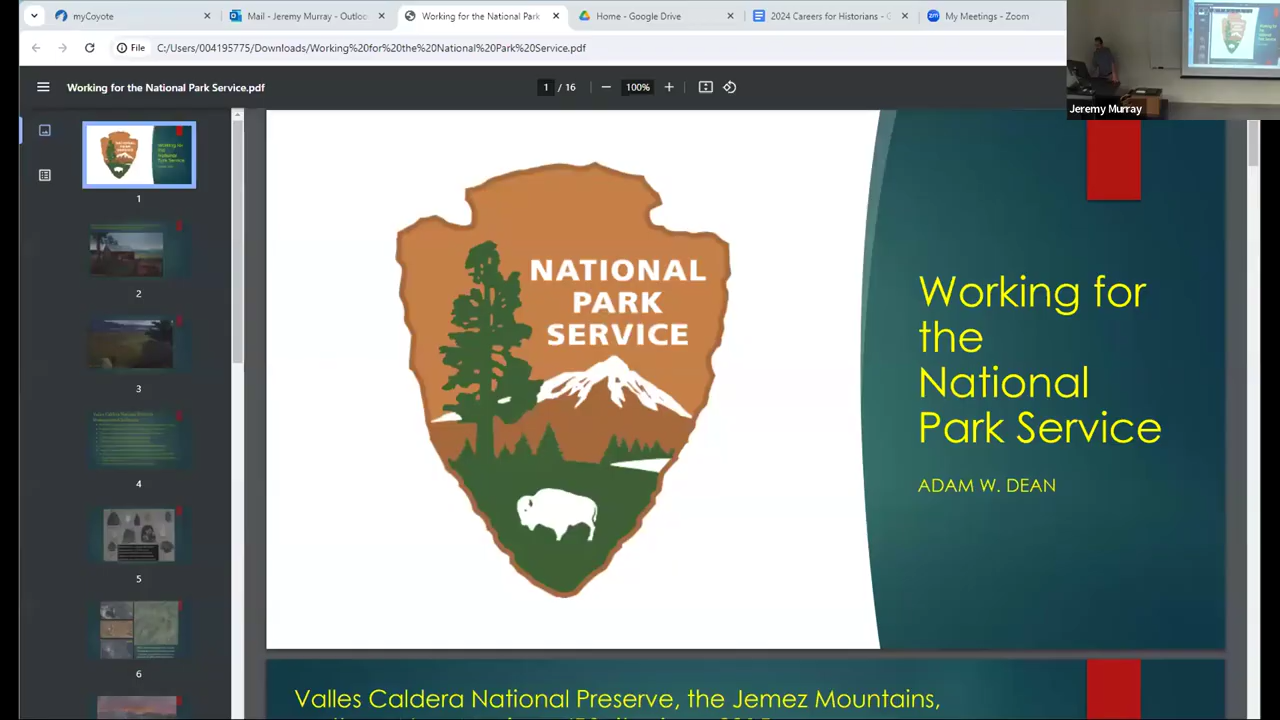 myCoyote
Mail - Jeremy Murray - Outloo
Working for the National Park
Home - Google Drive
2024 Careers for Historians - C
My Meetings - Zoom
File
C:/Users/004195775/Downloads/Working%20for%20the%20National%20Park%20Service.pdf
Jeremy Murray
Working for the National Park Service.pdf
1 / 16
100%
1
2
3
4
5
6
NATIONAL
PARK
SERVICE
Working for
the
National
Park Service
ADAM W. DEAN
Valles Caldera National Preserve, the Jemez Mountains,